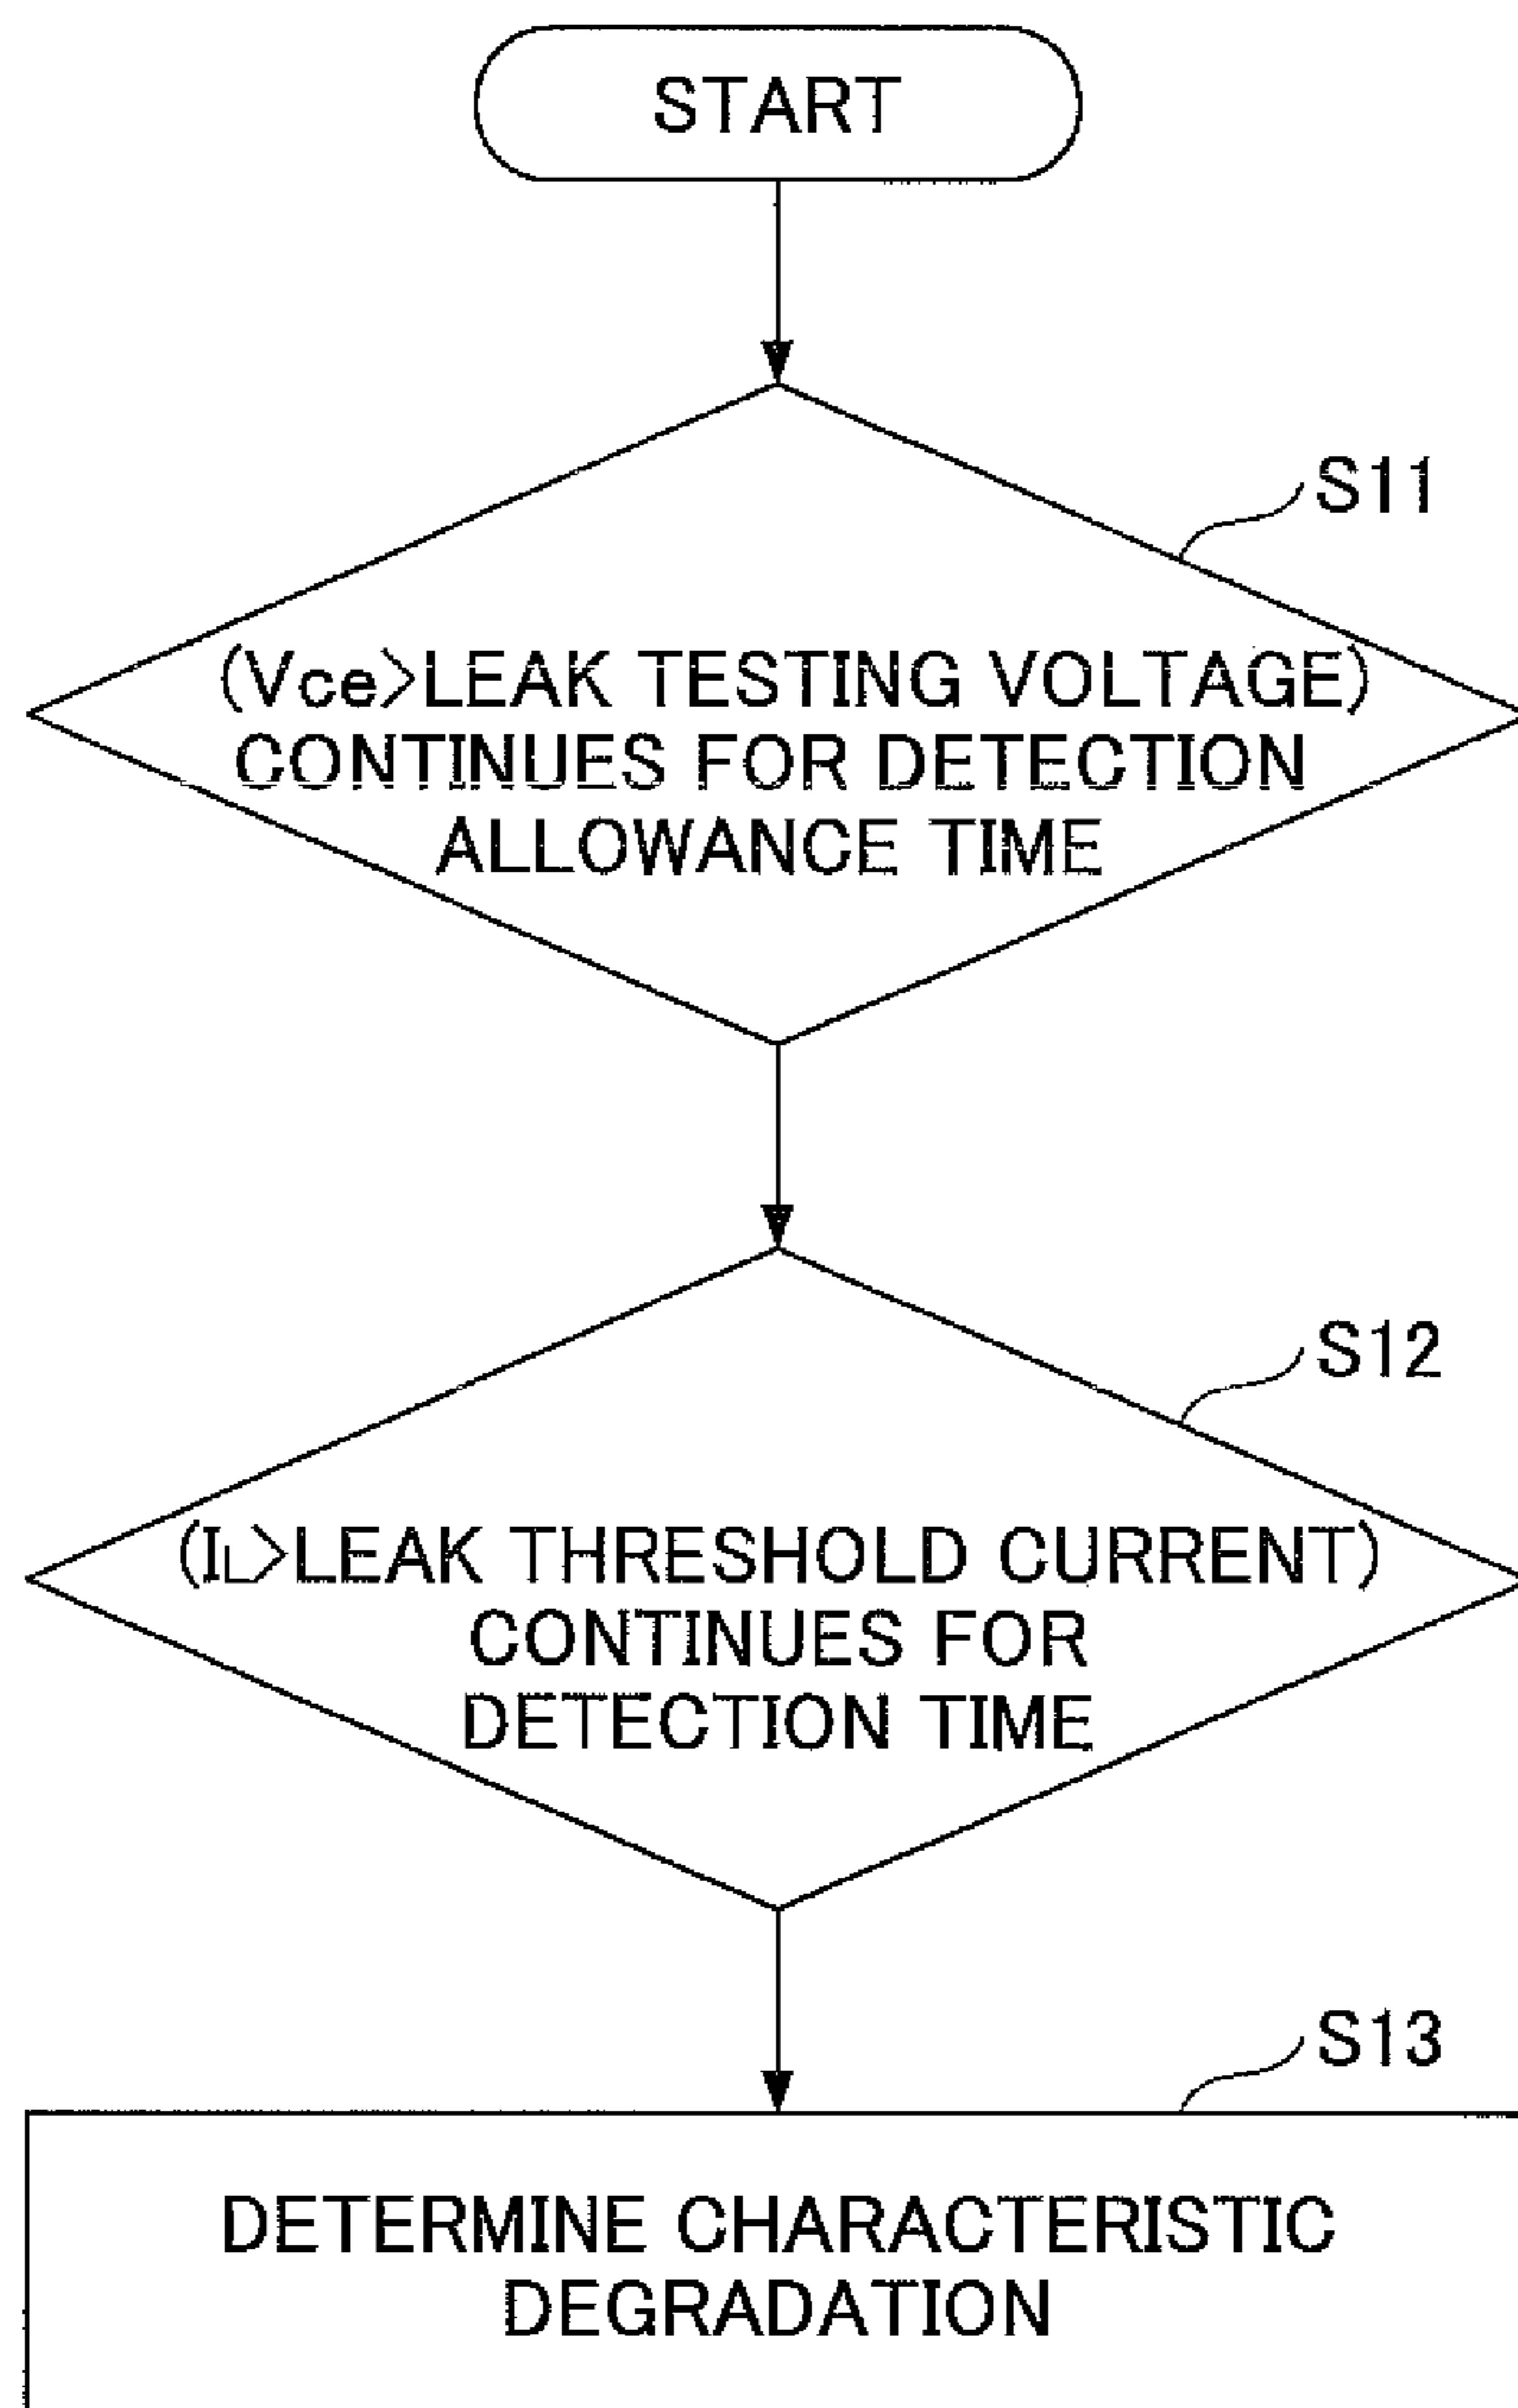 START
S11
(Vce>LEAK TESTING VOLTAGE)
CONTINUES FOR DETECTION
ALLOWANCE TIME
S12
(IL>LEAK THRESHOLD CURRENT)
CONTINUES FOR
DETECTION TIME
S13
DETERMINE CHARACTERISTIC
DEGRADATION